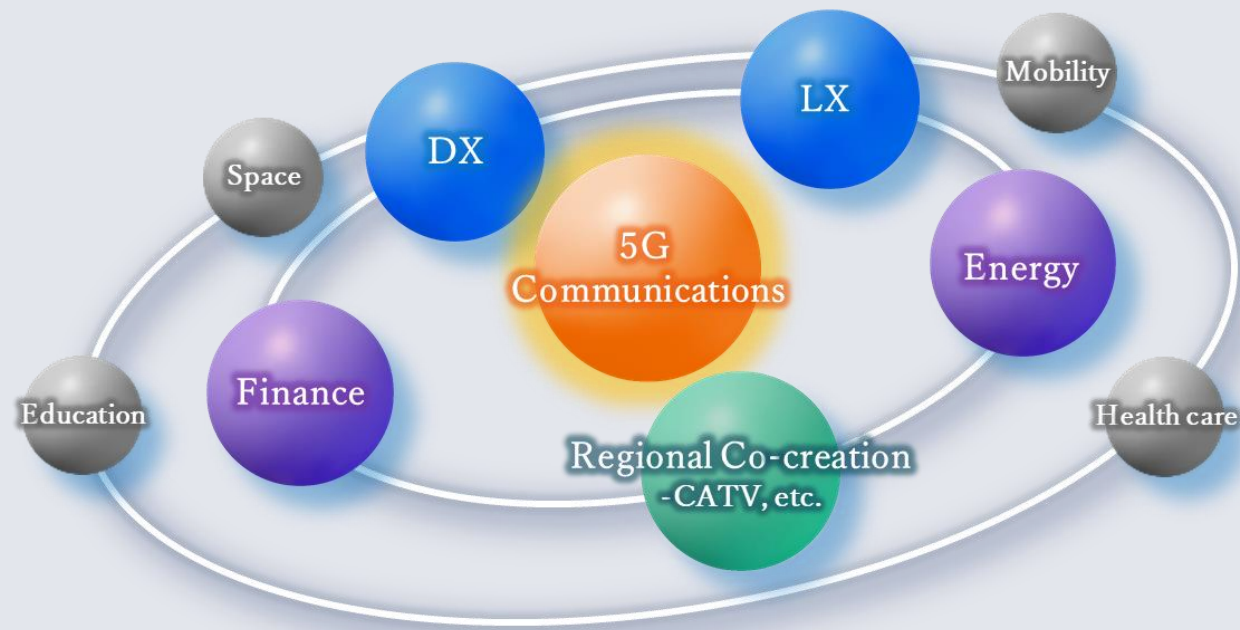 Mobility
LX
DX
Space
5G
Communications
Energy
Finance
Education
Health care
Regional Co-creation
-CATV, etc.